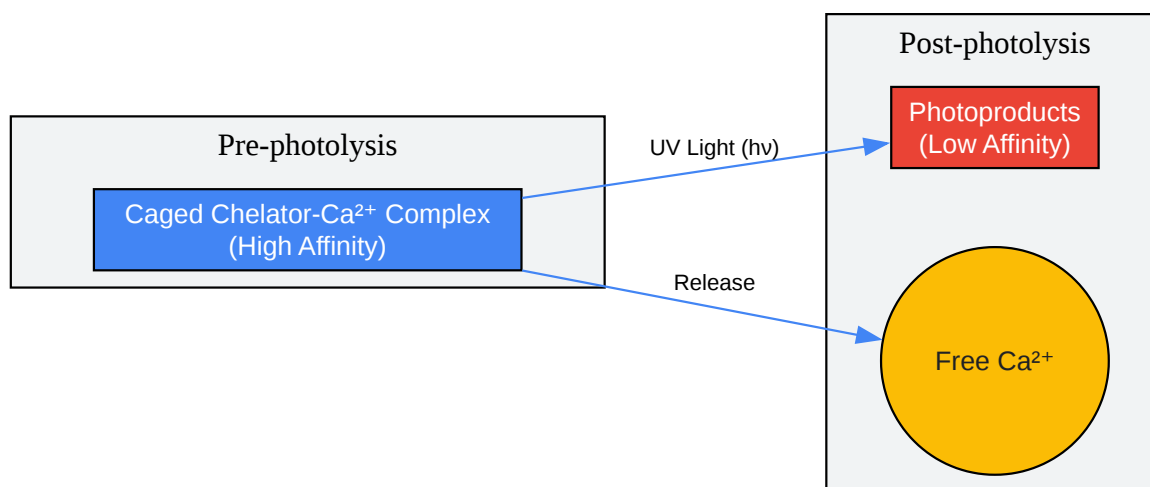 Pre-photolysis
Caged Chelator-Ca²⁺ Complex
(High Affinity)
UV Light (hν)
Release
Post-photolysis
Photoproducts
(Low Affinity)
Free Ca²⁺